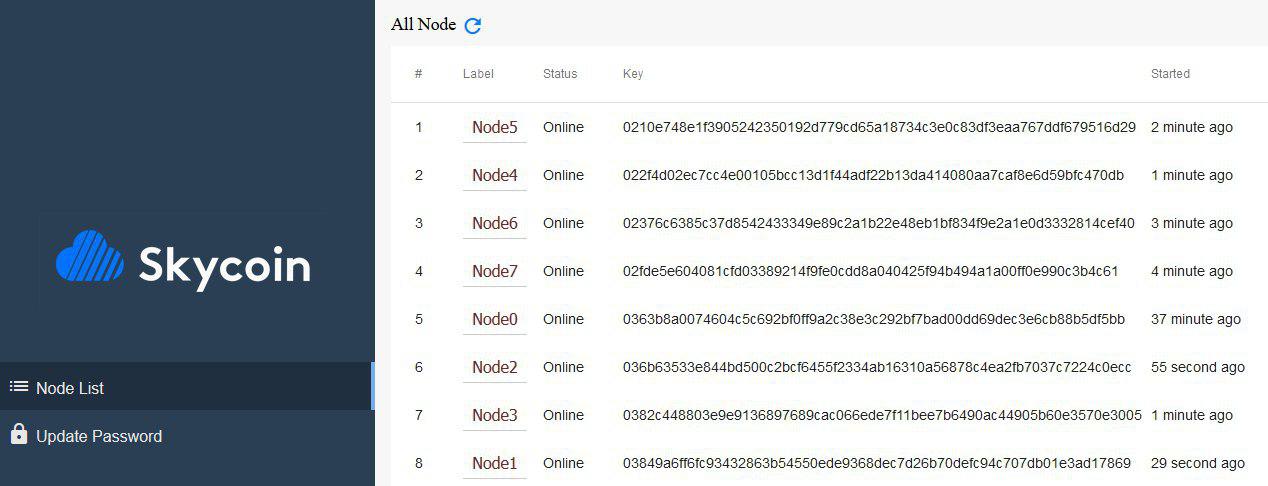 All Node
# Label Status Key Started
1 Node5 Online 0210e748e1f3905242350192d779cd65a18734c3e0c83df3eaa767ddf679516d29 2 minute ago
2 Node4 Online 022f4d02ec7cc4e00105bcc13d1f44adf22b13da414080aa7caf8e6d59bfc470db 1 minute ago
3 Node6 Online 02376c6385c37d8542433349e89c2a1b22e48eb1bf834f9e2a1e0d3332814cef40 3 minute ago
4 Node7 Online 02fde5e604081cfd03389214f9fe0cdd8a040425f94b494a1a00ff0e990c3b4c61 4 minute ago
5 Node0 Online 0363b8a0074604c5c692bf0ff9a2c38e3c292bf7bad00dd69dec3e6cb88b5df5bb 37 minute ago
6 Node2 Online 036b63533e844bd500c2bcf6455f2334ab16310a56878c4ea2fb7037c7224c0ecc 55 second ago
7 Node3 Online 0382c448803e9e9136897689cac066ede7f11bee7b6490ac44905b60e3570e3005 1 minute ago
8 Node1 Online 03849a6ff6fc93432863b54550ede9368dec7d26b70defc94c707db01e3ad17869 29 second ago
Skycoin
Node List
Update Password